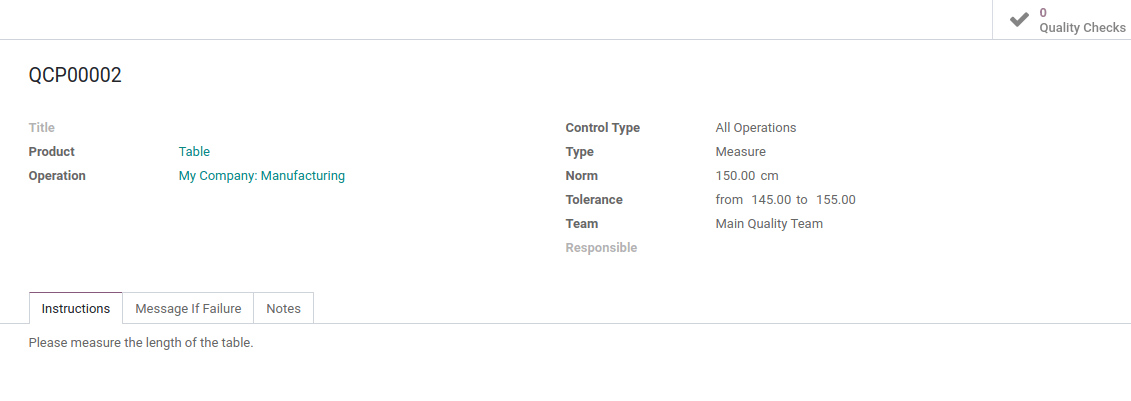 0
Quality Checks
QCP00002
Title
Product Table
Operation My Company: Manufacturing
Control Type All Operations
Type Measure
Norm 150.00 cm
Tolerance from 145.00 to 155.00
Team Main Quality Team
Responsible
Instructions Message If Failure Notes
Please measure the length of the table.